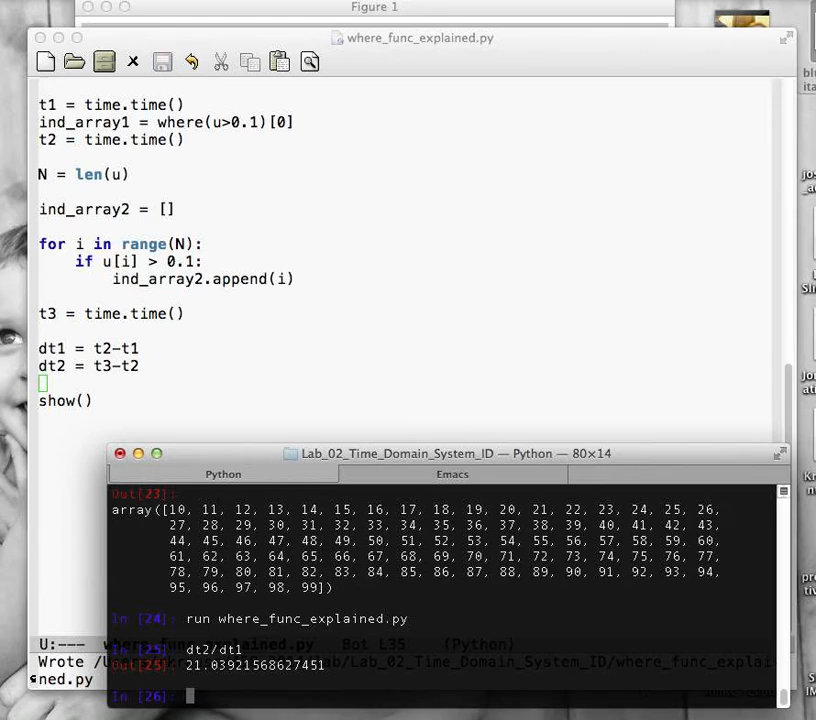 Figure 1
where_func_explained.py
t1 = time.time()
ind_array1 = where(u>0.1)[0]
t2 = time.time()
N = len(u)
ind_array2 = []
for i in range(N):
if u[i] > 0.1:
ind_array2.append(i)
t3 = time.time()
dt1 = t2-t1
dt2 = t3-t2
show()
Lab_02_Time_Domain_System_ID — Python — 80×14
Python Emacs
Out[23]:
array([10, 11, 12, 13, 14, 15, 16, 17, 18, 19, 20, 21, 22, 23, 24, 25, 26,
27, 28, 29, 30, 31, 32, 33, 34, 35, 36, 37, 38, 39, 40, 41, 42, 43,
44, 45, 46, 47, 48, 49, 50, 51, 52, 53, 54, 55, 56, 57, 58, 59, 60,
61, 62, 63, 64, 65, 66, 67, 68, 69, 70, 71, 72, 73, 74, 75, 76, 77,
78, 79, 80, 81, 82, 83, 84, 85, 86, 87, 88, 89, 90, 91, 92, 93, 94,
95, 96, 97, 98, 99])
In [24]: run where_func_explained.py
In [25]: dt2/dt1
Out[25]: 21.03921568627451
In [26]:
U:--- where_func_explained.py Bot L35 (Python)
Wrote /U
ab/Lab_02_Time_Domain_System_ID/where_func_explai
ned.py